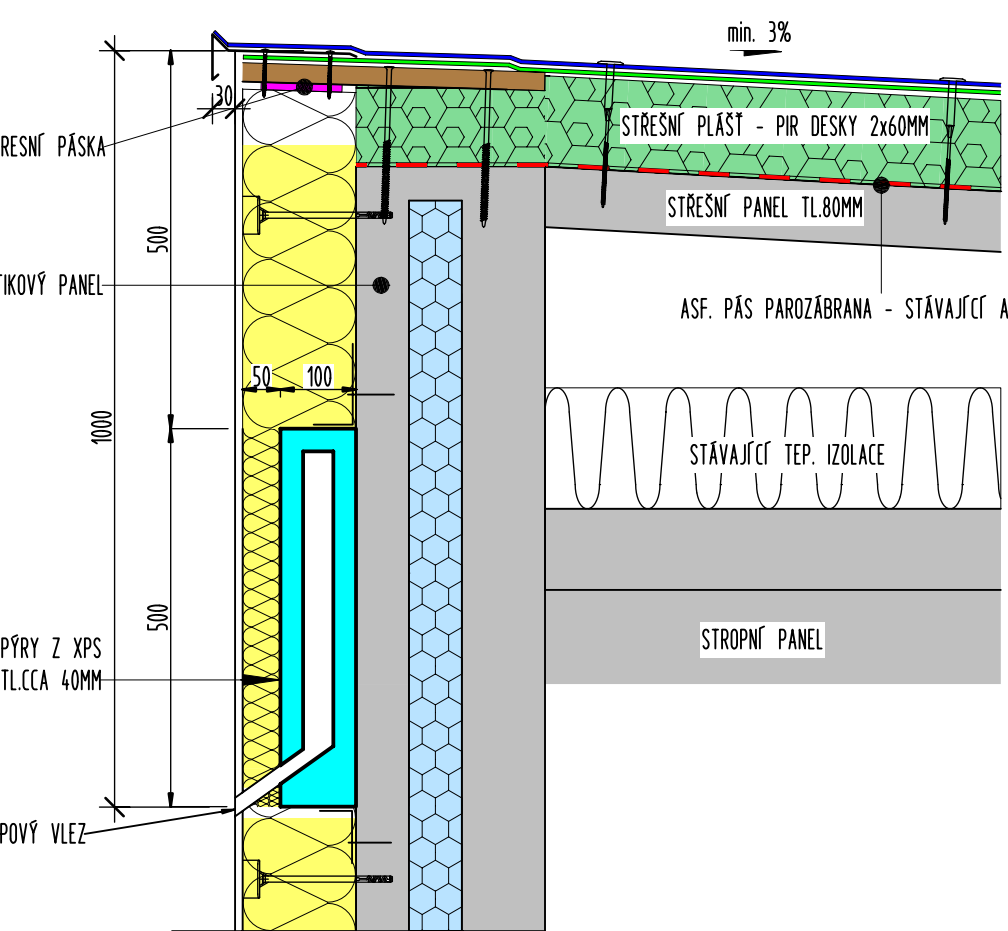 min. 3%
30
STŘEŠNÍ PLÁŠŤ - PIR DESKY 2x60MM
RESNÍ PÁSKA
STŘEŠNÍ PANEL TL.80MM
500
TIKOVÝ PANEL
ASF. PÁS PAROZÁBRANA - STÁVAJÍCÍ A
50
100
1000
STÁVAJÍCÍ TEP. IZOLACE
500
STROPNÍ PANEL
PÝRY Z XPS
TL.CCA 40MM
POVÝ VLEZ